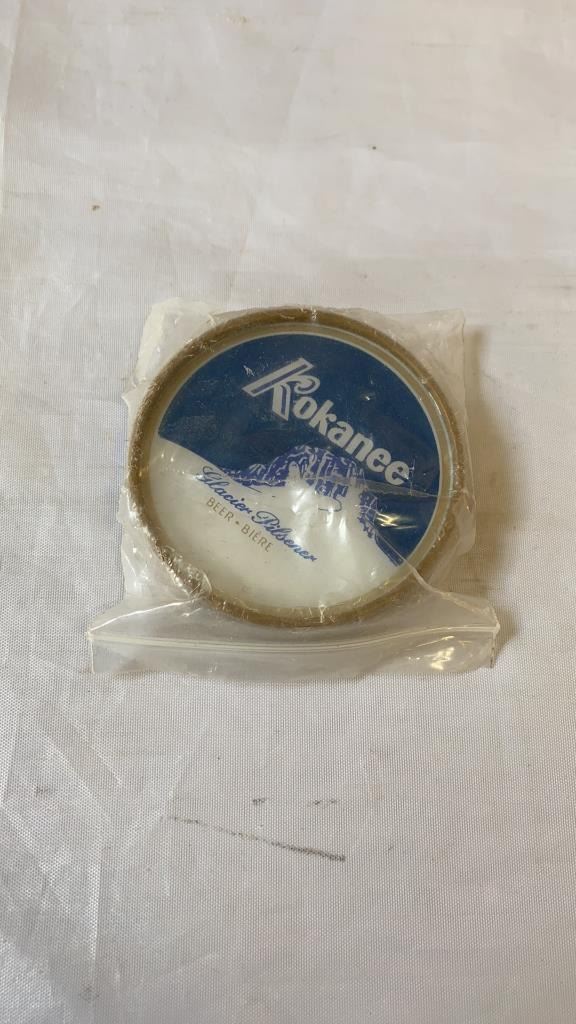 Kokanee
Glacier Pilsener
BEER • BIÈRE